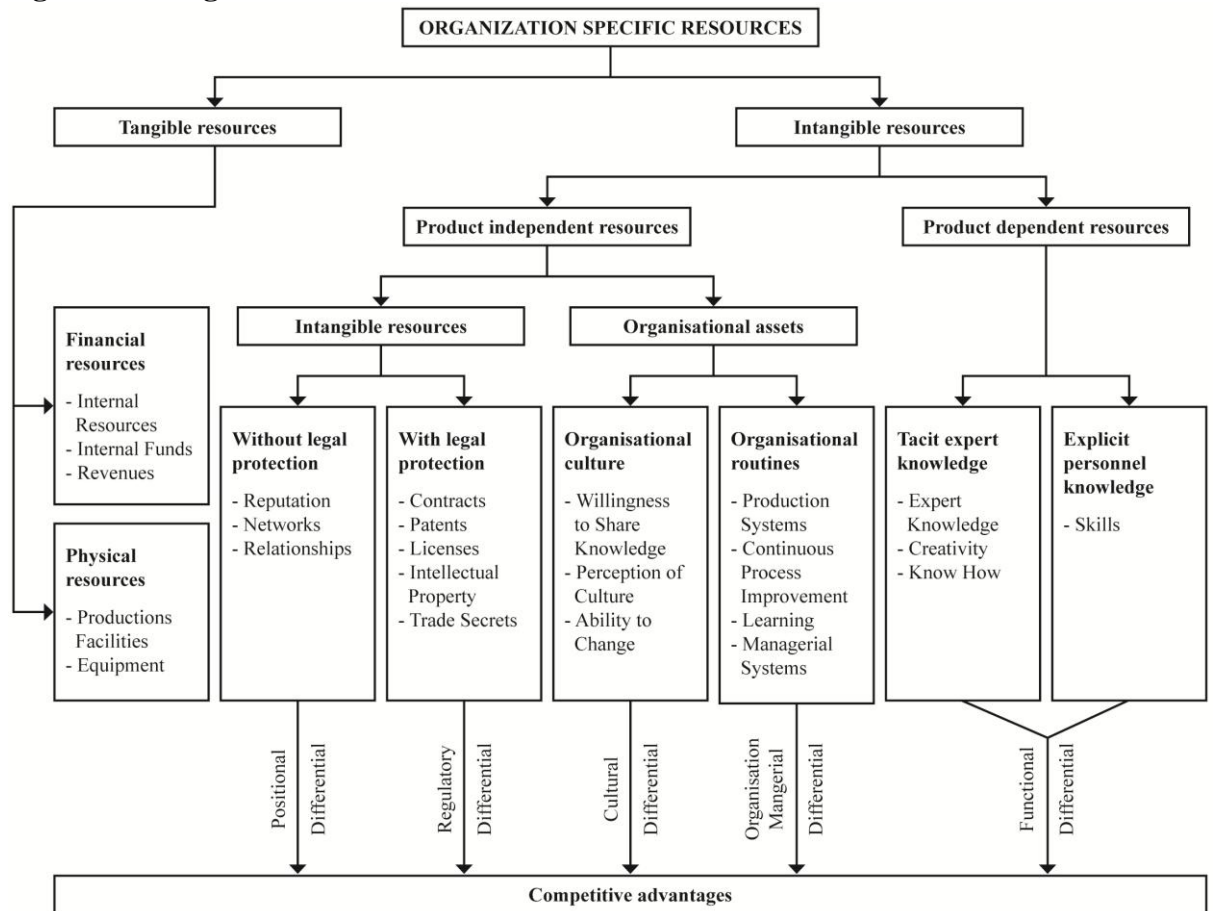 ORGANIZATION SPECIFIC RESOURCES
Tangible resources
Intangible resources
Product independent resources
Product dependent resources
Intangible resources
Organisational assets
Financial
resources
- Internal
Resources
- Internal Funds
- Revenues
Physical
resources
- Productions
Facilities
- Equipment
Without legal
protection
- Reputation
- Networks
- Relationships
With legal
protection
- Contracts
- Patents
- Licenses
- Intellectual
Property
- Trade Secrets
Organisational
culture
- Willingness
to Share
Knowledge
- Perception of
Culture
- Ability to
Change
Organisational
routines
- Production
Systems
- Continuous
Process
Improvement
- Learning
- Managerial
Systems
Tacit expert
knowledge
- Expert
Knowledge
- Creativity
- Know How
Explicit
personnel
knowledge
- Skills
Positional
Differential
Regulatory
Differential
Cultural
Differential
Organisation
Mangerial
Differential
Functional
Differential
Competitive advantages